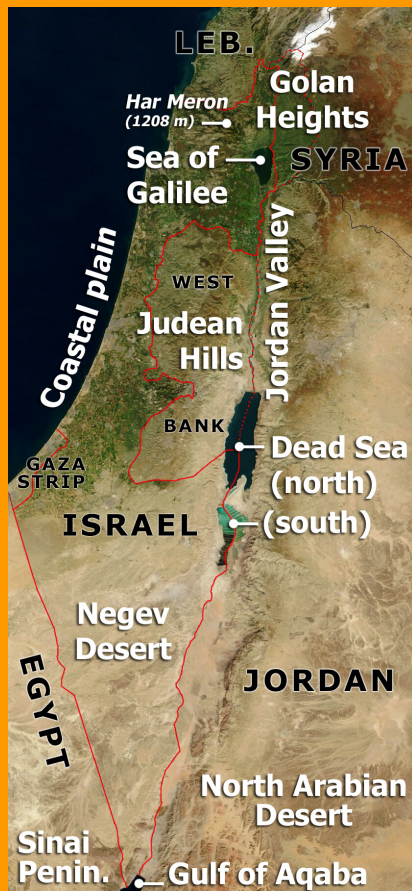 LEB.
Golan
Heights
Har Meron
(1208 m)
Sea of
Galilee
SYRIA
Coastal plain
Jordan Valley
WEST
Judean
Hills
BANK
Dead Sea
(north)
(south)
GAZA
STRIP
ISRAEL
Negev
Desert
EGYPT
JORDAN
North Arabian
Desert
Sinai
Penin.
Gulf of Aqaba